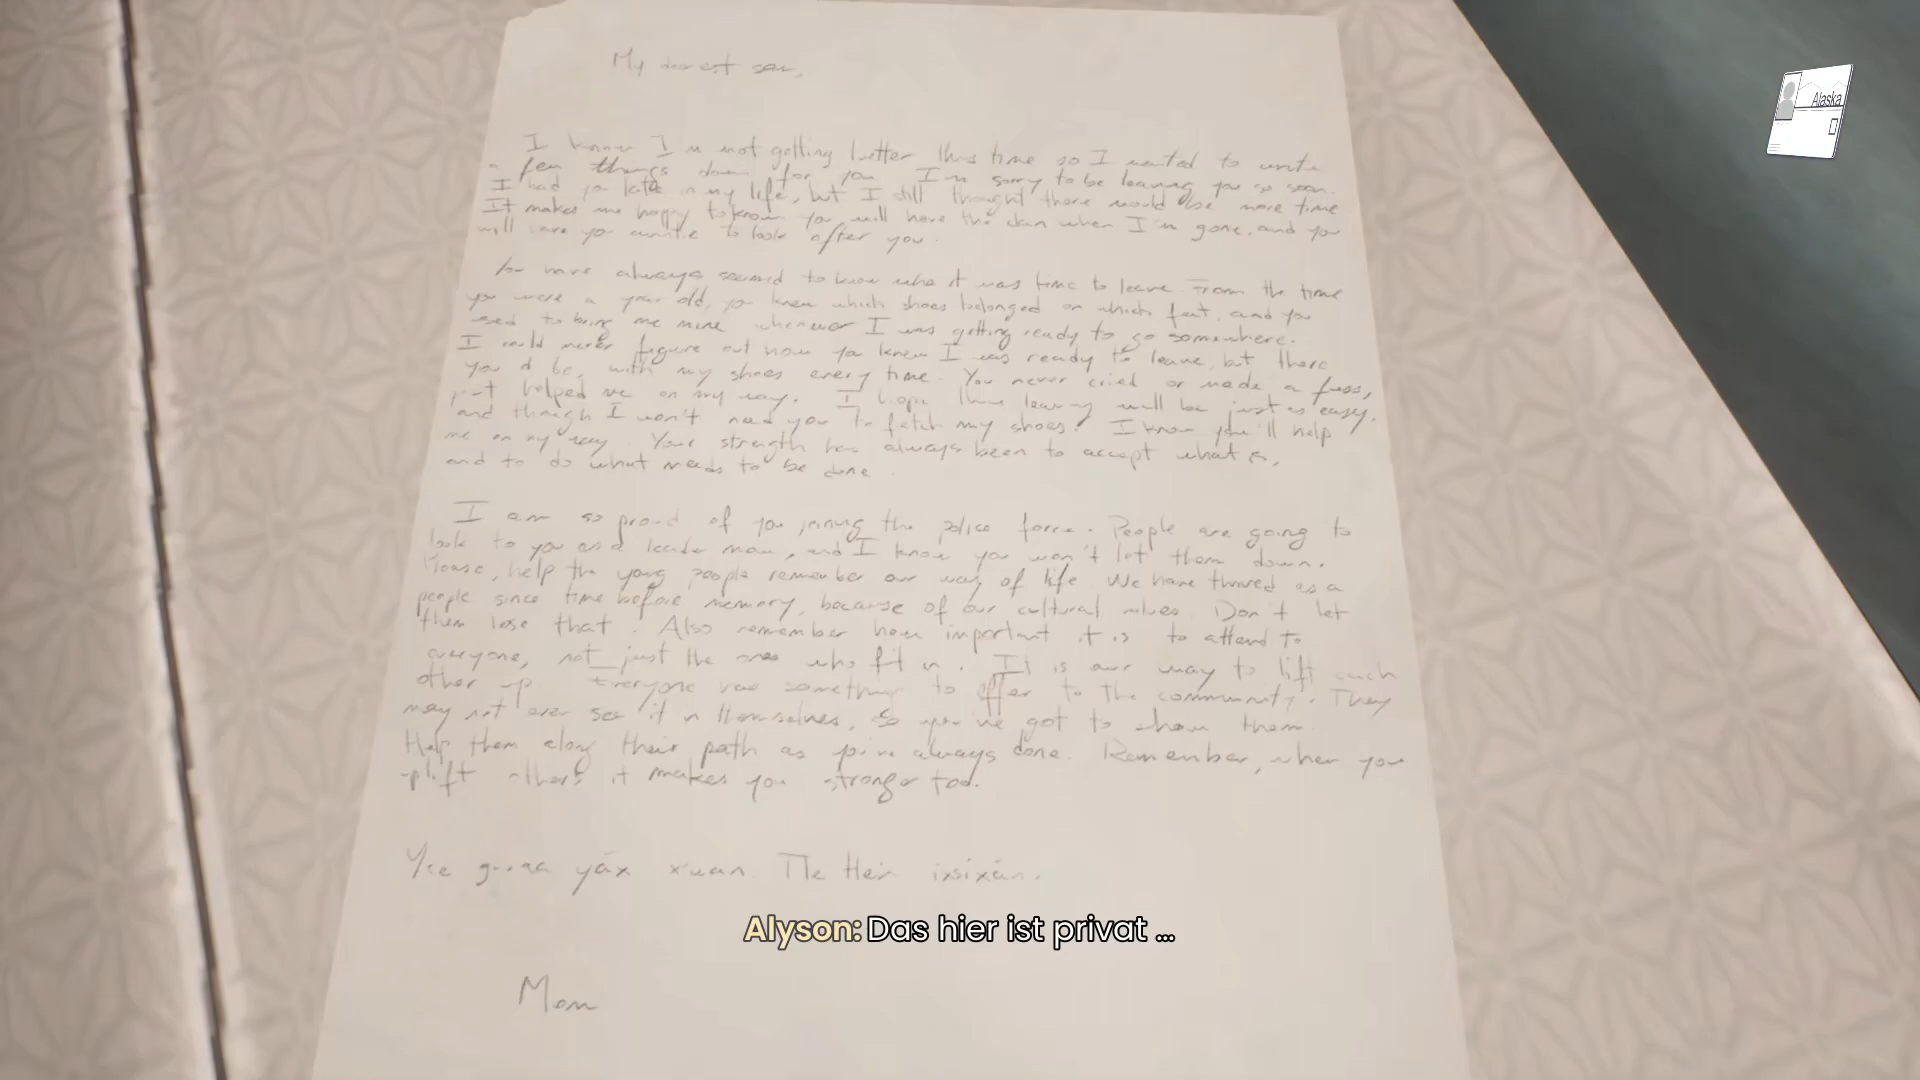 My dearest son,
I know I'm not getting better this time so I wanted to write
a few things down for you. I'm sorry to be leaving you so soon.
I had you late in my life, but I still thought there would be more time
It makes me happy to know you will have the clan when I'm gone, and you
will have your auntie to look after you.
You have always seemed to know when it was time to leave. From the time
you were a year old, you knew which shoes belonged on which feet, and you
used to bring me mine whenever I was getting ready to go somewhere.
I could never figure out how you knew I was ready to leave, but there
you'd be, with my shoes every time. You never cried or made a fuss,
just helped me on my way. I hope this leaving will be just as easy.
and though I won't need you to fetch my shoes. I know you'll help
me on my way. Your strength has always been to accept what is,
and to do what needs to be done.
I am so proud of you joining the police force. People are going to
look to you as a leader now, and I know you won't let them down.
Please, help the young people remember our way of life. We have thrived as a
people since time before memory, because of our cultural values. Don't let
them lose that. Also remember how important it is to attend to
everyone, not just the ones who fit in. It is our way to lift each
other up. Everyone has something to offer to the community. They
may not even see it in themselves, so you've got to show them
Help them along their path as you've always done. Remember, when you
uplift others it makes you stronger too.
yáx x'wan.
Mom
Alaska
Alyson: Das hier ist privat ...